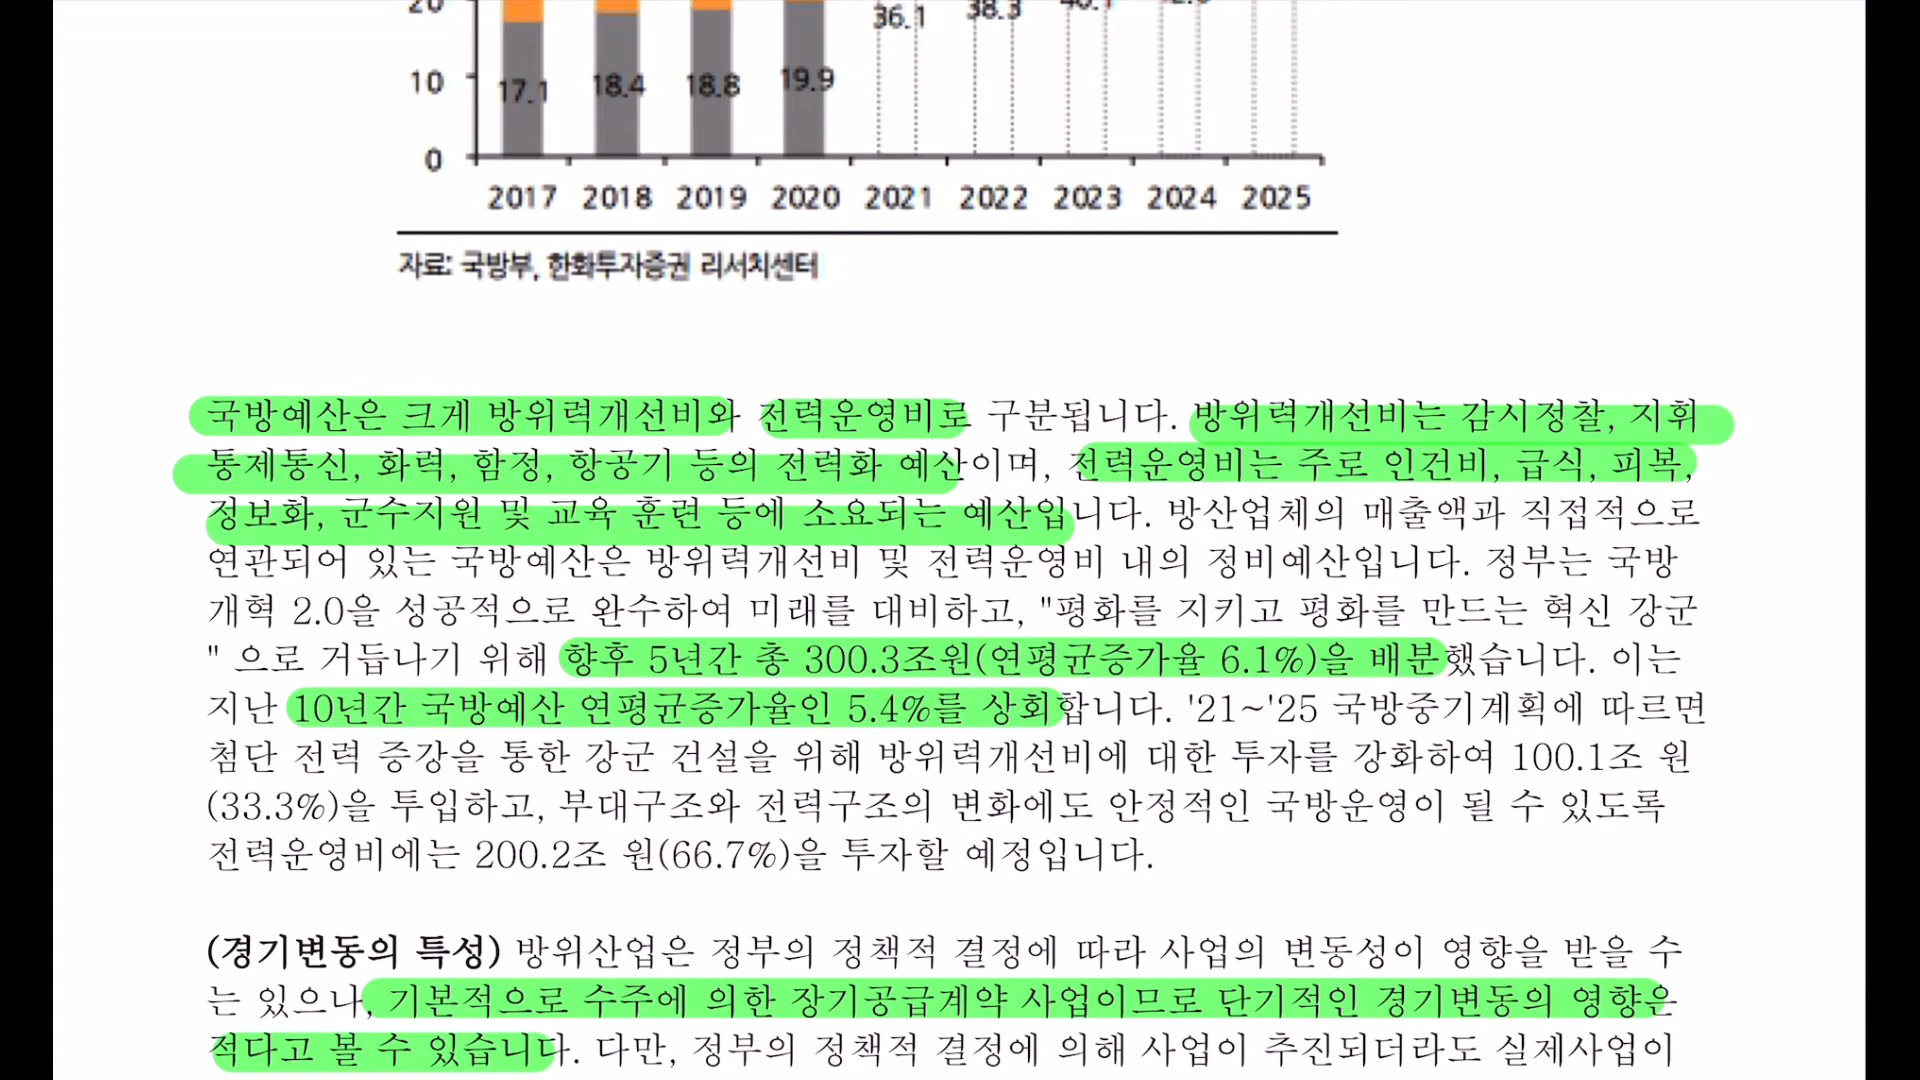 20
36.1
38.3
10
17.1
18.4
18.8
19.9
0
2017 2018 2019 2020 2021 2022 2023 2024 2025
자료: 국방부, 한화투자증권 리서치센터
국방예산은 크게 방위력개선비와 전력운영비로 구분됩니다. 방위력개선비는 감시정찰, 지휘
통제통신, 화력, 함정, 항공기 등의 전력화 예산이며, 전력운영비는 주로 인건비, 급식, 피복,
정보화, 군수지원 및 교육 훈련 등에 소요되는 예산입니다. 방산업체의 매출액과 직접적으로
연관되어 있는 국방예산은 방위력개선비 및 전력운영비 내의 정비예산입니다. 정부는 국방
개혁 2.0을 성공적으로 완수하여 미래를 대비하고, "평화를 지키고 평화를 만드는 혁신 강군
" 으로 거듭나기 위해 향후 5년간 총 300.3조원(연평균증가율 6.1%)을 배분했습니다. 이는
지난 10년간 국방예산 연평균증가율인 5.4%를 상회합니다. '21~'25 국방중기계획에 따르면
첨단 전력 증강을 통한 강군 건설을 위해 방위력개선비에 대한 투자를 강화하여 100.1조 원
(33.3%)을 투입하고, 부대구조와 전력구조의 변화에도 안정적인 국방운영이 될 수 있도록
전력운영비에는 200.2조 원(66.7%)을 투자할 예정입니다.
(경기변동의 특성) 방위산업은 정부의 정책적 결정에 따라 사업의 변동성이 영향을 받을 수
는 있으나, 기본적으로 수주에 의한 장기공급계약 사업이므로 단기적인 경기변동의 영향은
적다고 볼 수 있습니다. 다만, 정부의 정책적 결정에 의해 사업이 추진되더라도 실제사업이